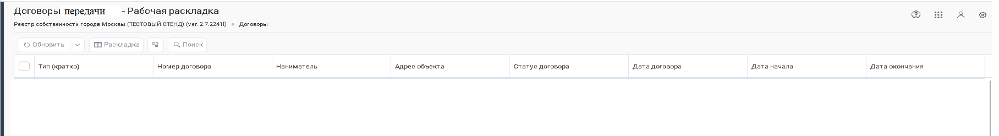 Договоры передачи - Рабочая раскладка
Реестр собственности города Москвы (ТЕСТОВЫЙ СТЕНД) (ver. 2.7.2241l) • Договоры
Обновить Раскладка Поиск
Тип (кратко) Номер договора Наниматель Адрес объекта Статус договора Дата договора Дата начала Дата окончания